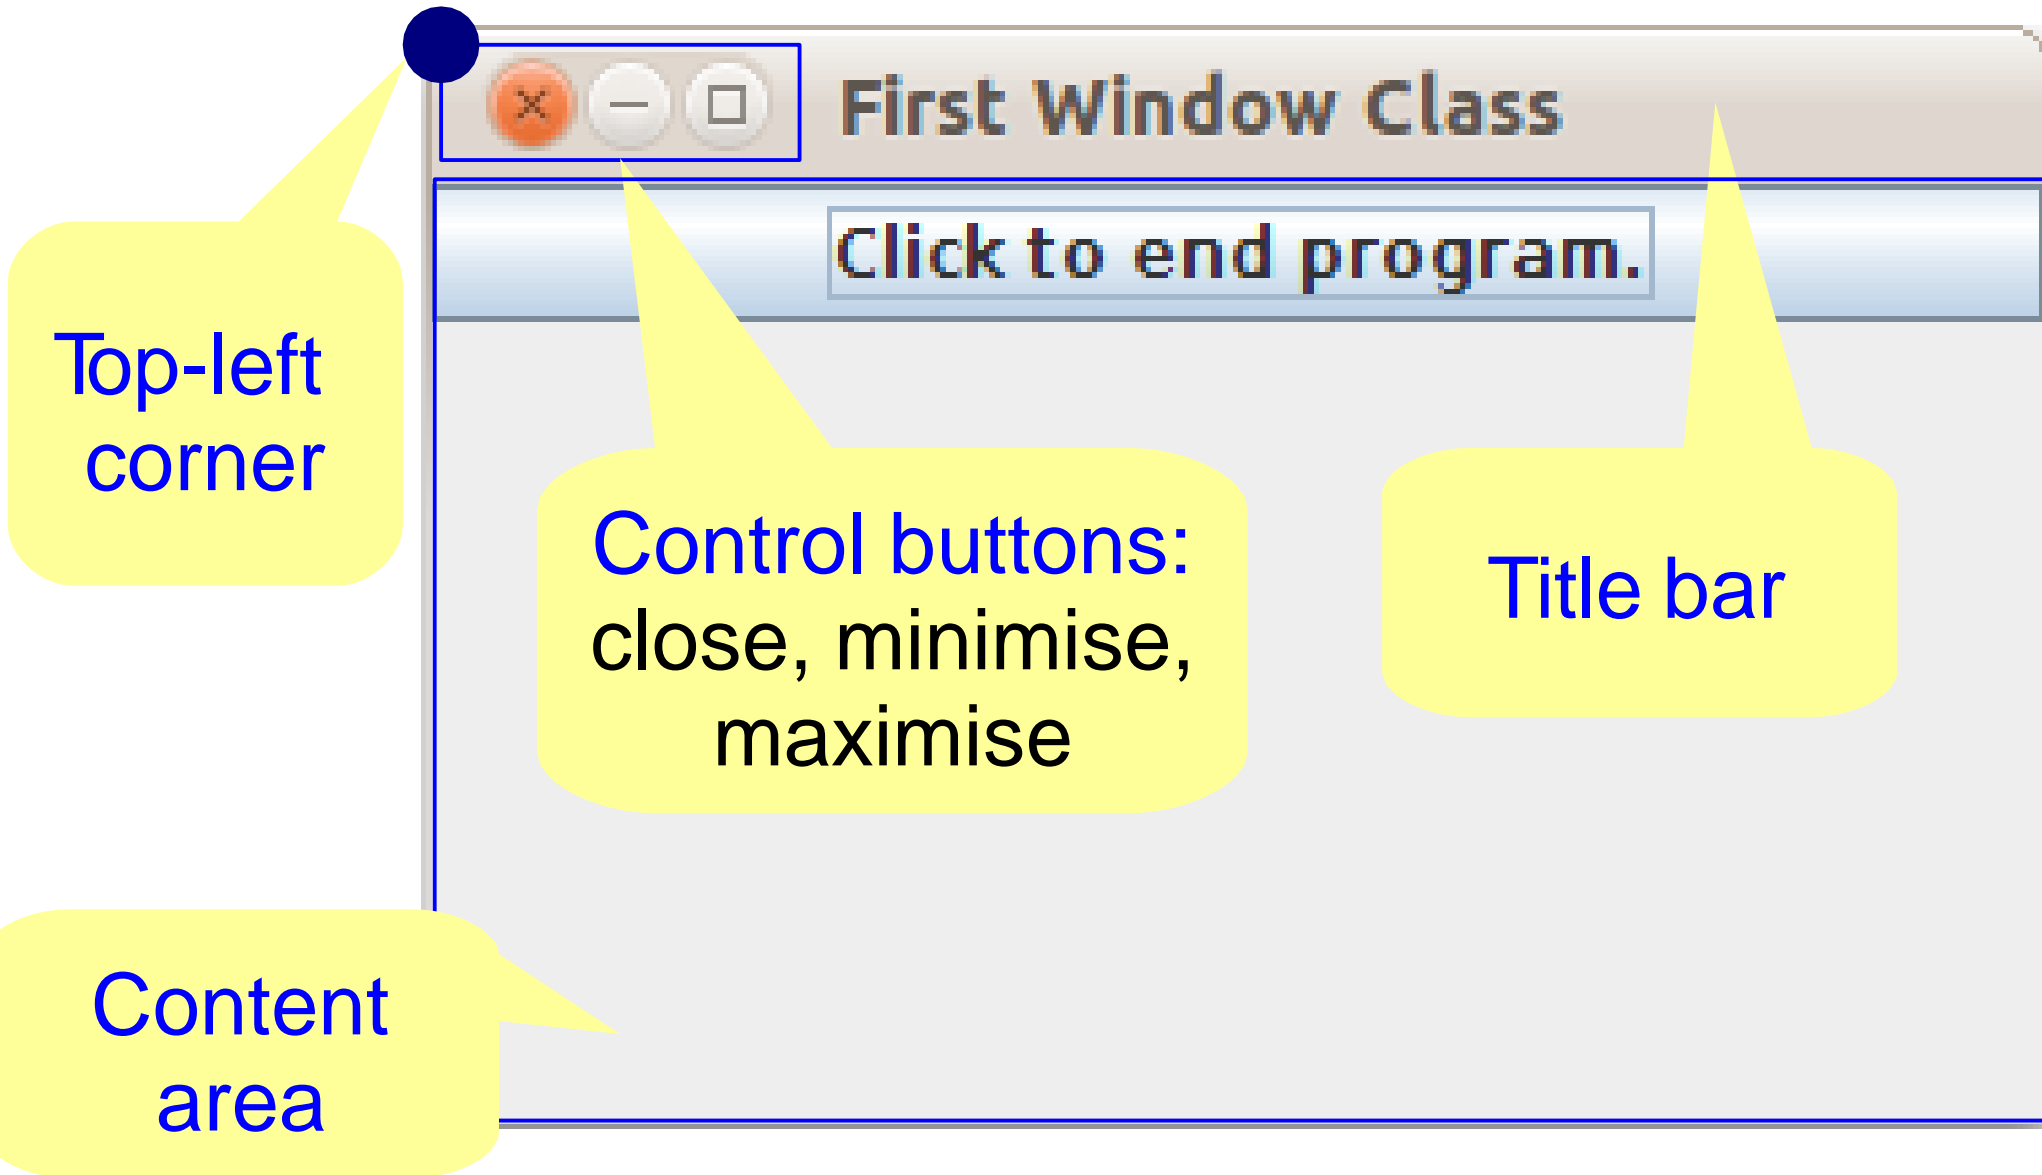 First Window Class
Click to end program.
Top-left
corner
Control buttons:
close, minimise,
maximise
Title bar
Content
area